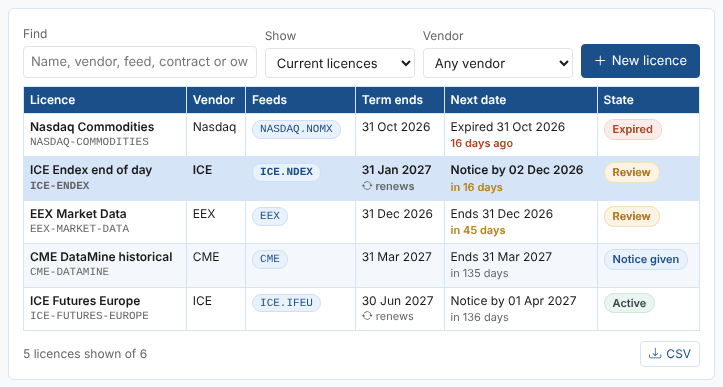 Find
Show
Vendor
Name, vendor, feed, contract or ow
Current licences
Any vendor
+ New licence
Licence Vendor Feeds Term ends Next date State
Nasdaq Commodities Nasdaq NASDAQ.NOMX 31 Oct 2026 Expired 31 Oct 2026 Expired
NASDAQ-COMMODITIES 16 days ago
ICE Endex end of day ICE ICE.NDEX 31 Jan 2027 Notice by 02 Dec 2026 Review
ICE-ENDEX renews in 16 days
EEX Market Data EEX EEX 31 Dec 2026 Ends 31 Dec 2026 Review
EEX-MARKET-DATA in 45 days
CME DataMine historical CME CME 31 Mar 2027 Ends 31 Mar 2027 Notice given
CME-DATAMINE in 135 days
ICE Futures Europe ICE ICE.IFEU 30 Jun 2027 Notice by 01 Apr 2027 Active
ICE-FUTURES-EUROPE renews in 136 days
5 licences shown of 6
CSV